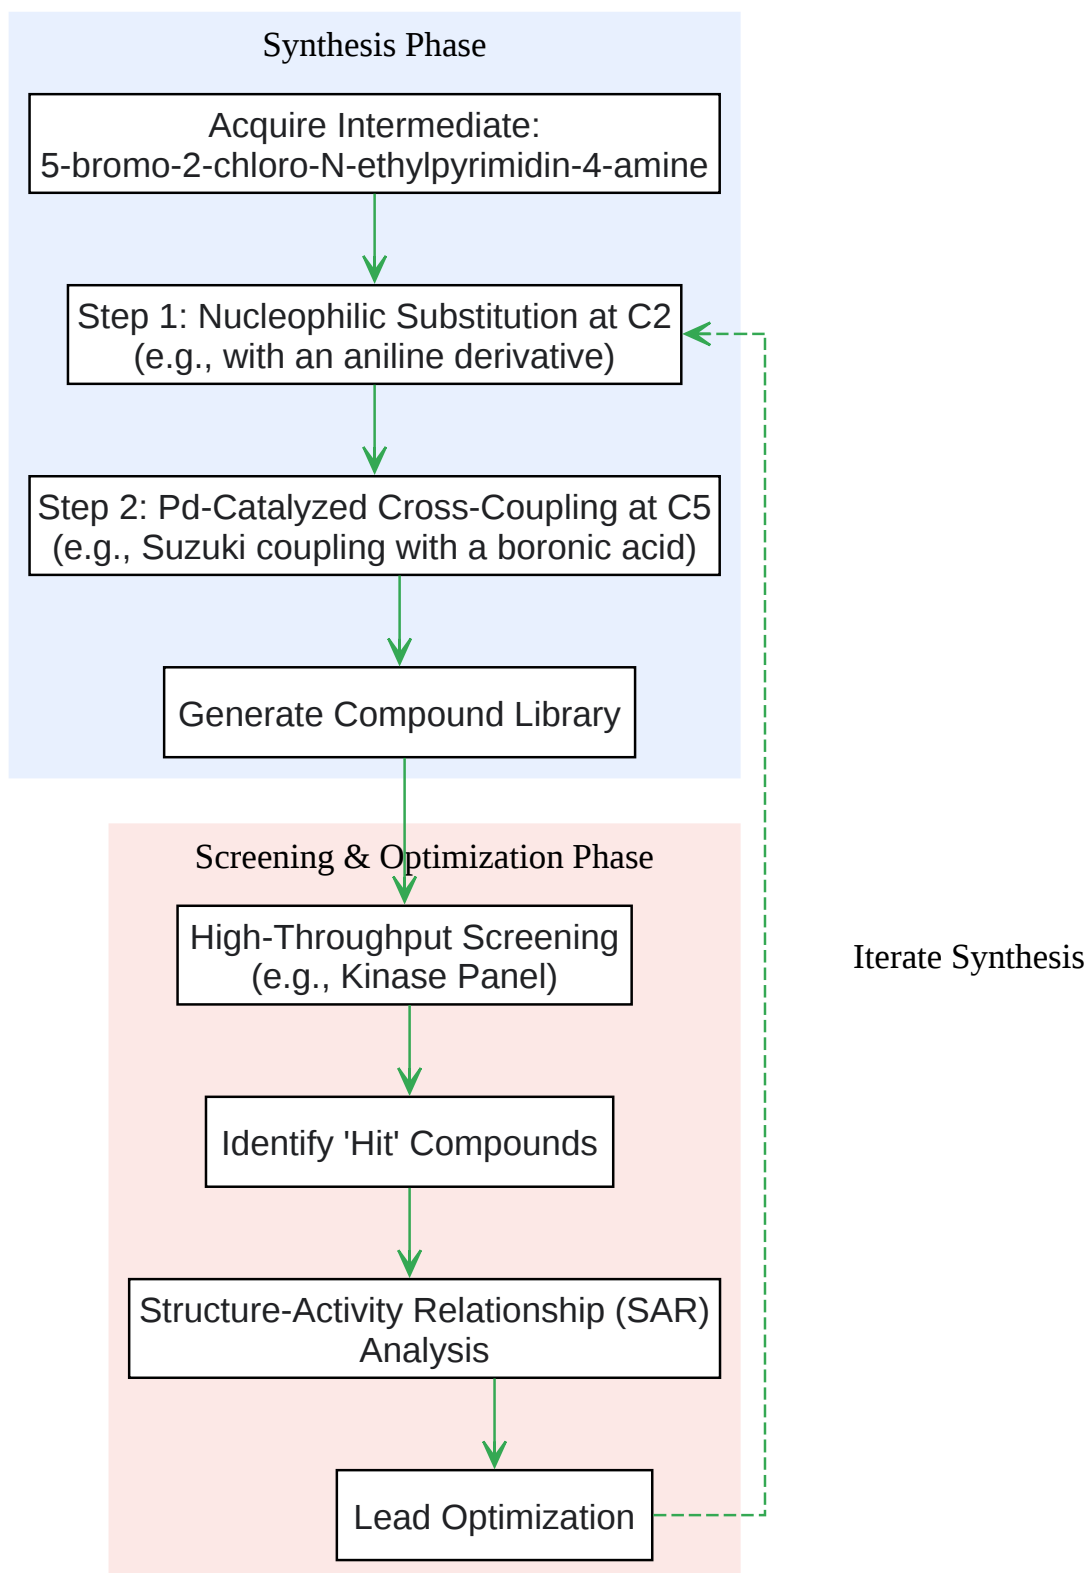 Synthesis Phase
Acquire Intermediate:
5-bromo-2-chloro-N-ethylpyrimidin-4-amine
Step 1: Nucleophilic Substitution at C2
(e.g., with an aniline derivative)
Step 2: Pd-Catalyzed Cross-Coupling at C5
(e.g., Suzuki coupling with a boronic acid)
Generate Compound Library
Screening & Optimization Phase
High-Throughput Screening
(e.g., Kinase Panel)
Iterate Synthesis
Identify 'Hit' Compounds
Structure-Activity Relationship (SAR)
Analysis
Lead Optimization